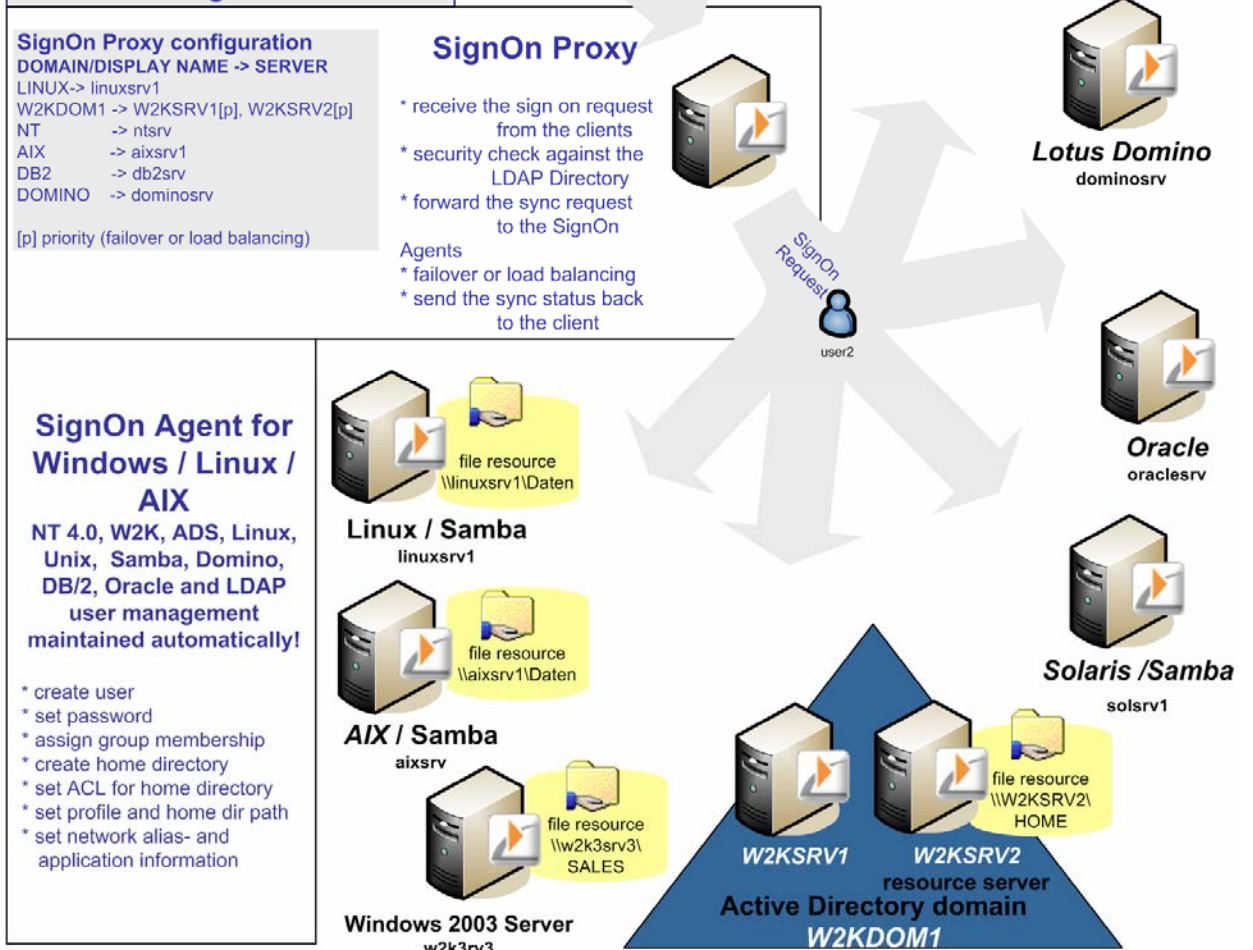 SignOn Proxy configuration
DOMAIN/DISPLAY NAME -> SERVER
LINUX-> linuxsrv1
W2KDOM1 -> W2KSRV1[p], W2KSRV2[p]
NT -> ntsrv
AIX -> aixsrv1
DB2 -> db2srv
DOMINO -> dominosrv
[p] priority (failover or load balancing)
SignOn Proxy
* receive the sign on request
from the clients
* security check against the
LDAP Directory
* forward the sync request
to the SignOn
Agents
* failover or load balancing
* send the sync status back
to the client
SignOn
Request
user2
Lotus Domino
dominosrv
Oracle
oraclesrv
Solaris /Samba
solsrv1
SignOn Agent for
Windows / Linux /
AIX
NT 4.0, W2K, ADS, Linux,
Unix, Samba, Domino,
DB/2, Oracle and LDAP
user management
maintained automatically!
* create user
* set password
* assign group membership
* create home directory
* set ACL for home directory
* set profile and home dir path
* set network alias- and
application information
file resource
\\linuxsrv1\Daten
Linux / Samba
linuxsrv1
file resource
\\aixsrv1\Daten
AIX / Samba
aixsrv
file resource
\\w2k3srv3\
SALES
Windows 2003 Server
w2k3rv3
file resource
\\W2KSRV2\
HOME
W2KSRV1
W2KSRV2
resource server
Active Directory domain
W2KDOM1